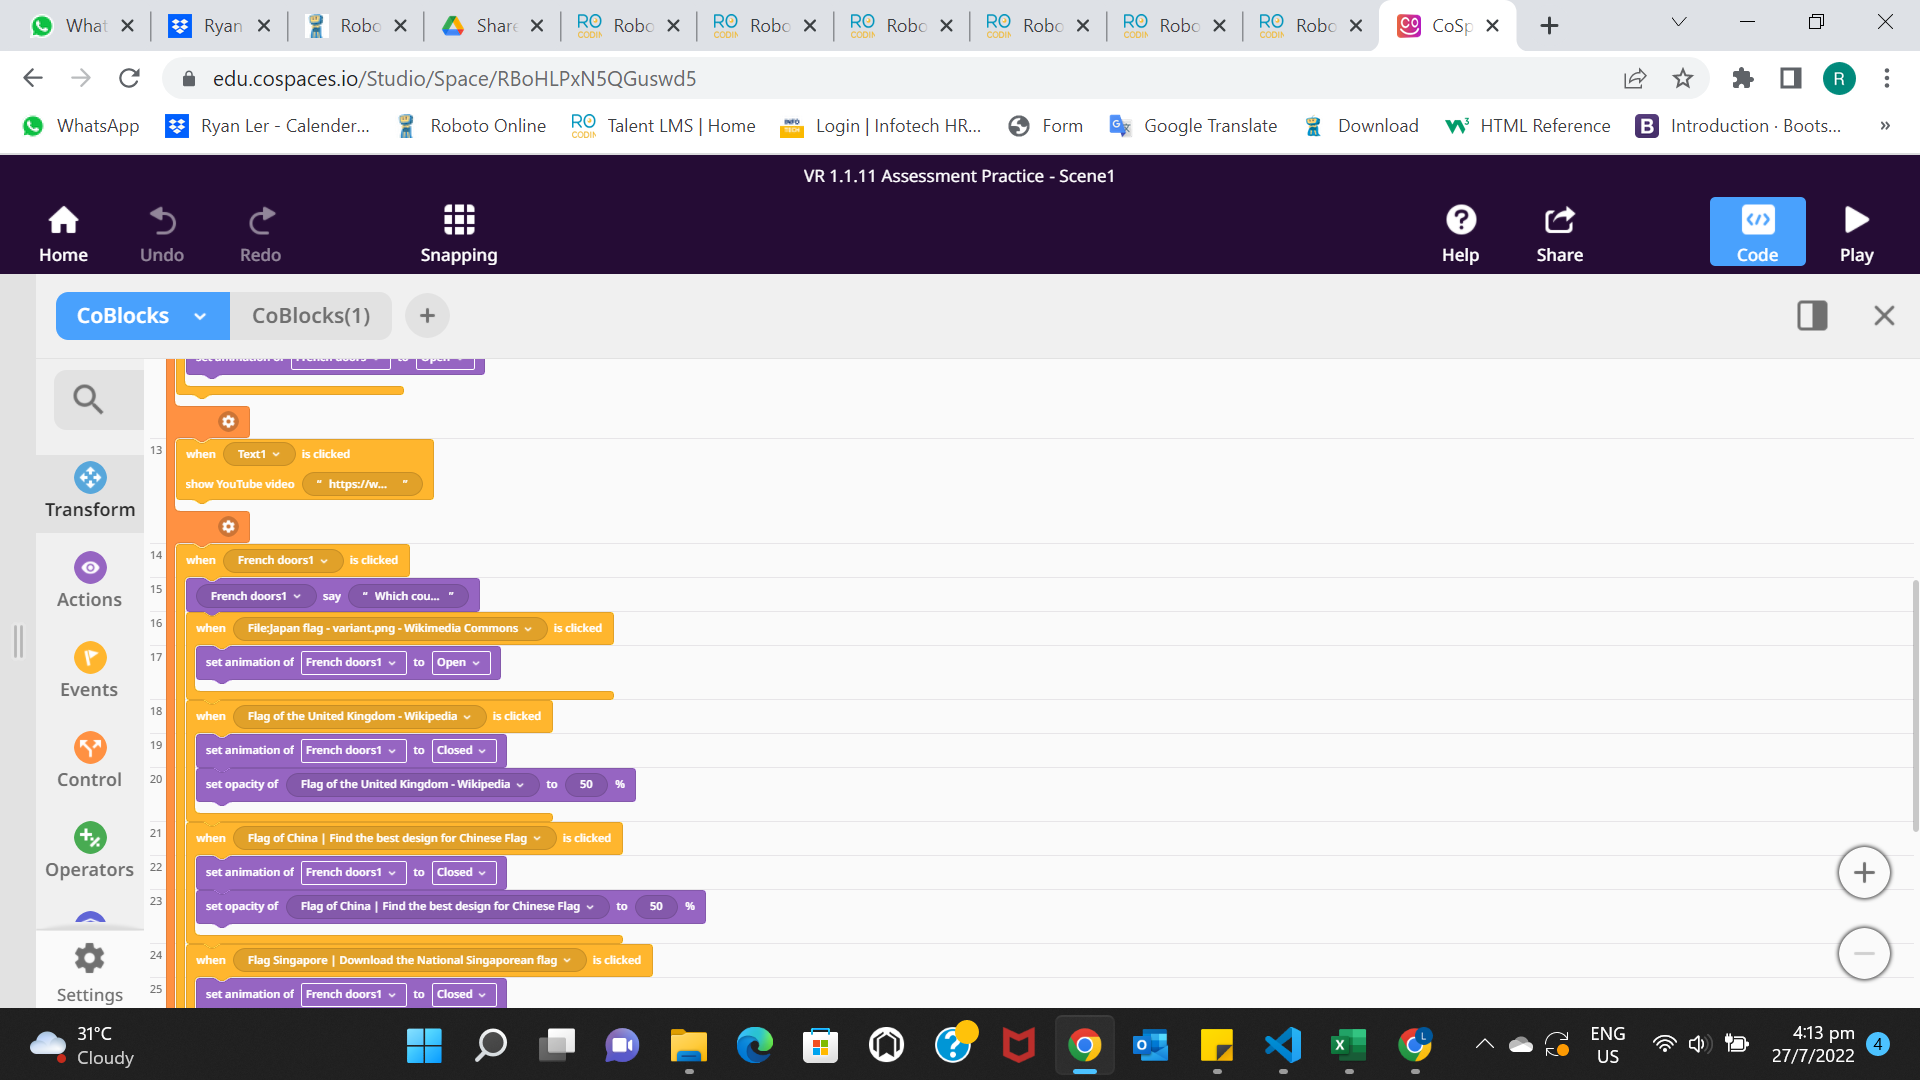 What
Ryan
Robo
Share
Robo
Robo
Robo
Robo
Robo
Robo
CoSp
edu.cospaces.io/Studio/Space/RBoHLPxN5QGuswd5
R
WhatsApp
Ryan Ler - Calender...
Roboto Online
Talent LMS | Home
Login | Infotech HR...
Form
Google Translate
Download
HTML Reference
Introduction · Boots...
»
VR 1.1.11 Assessment Practice - Scene1
Home
Undo
Redo
Snapping
Help
Share
Code
Play
CoBlocks
CoBlocks(1)
+
Transform
Actions
Events
Control
Operators
Settings
set animation of French doors to Open
13 when Text1 is clicked
show YouTube video " https://w... "
14 when French doors1 is clicked
15 French doors1 say " Which cou... "
16 when File:Japan flag - variant.png - Wikimedia Commons is clicked
17 set animation of French doors1 to Open
18 when Flag of the United Kingdom - Wikipedia is clicked
19 set animation of French doors1 to Closed
20 set opacity of Flag of the United Kingdom - Wikipedia to 50 %
21 when Flag of China | Find the best design for Chinese Flag is clicked
22 set animation of French doors1 to Closed
23 set opacity of Flag of China | Find the best design for Chinese Flag to 50 %
24 when Flag Singapore | Download the National Singaporean flag is clicked
25 set animation of French doors1 to Closed
31°C
Cloudy
ENG
US
4:13 pm
27/7/2022
4